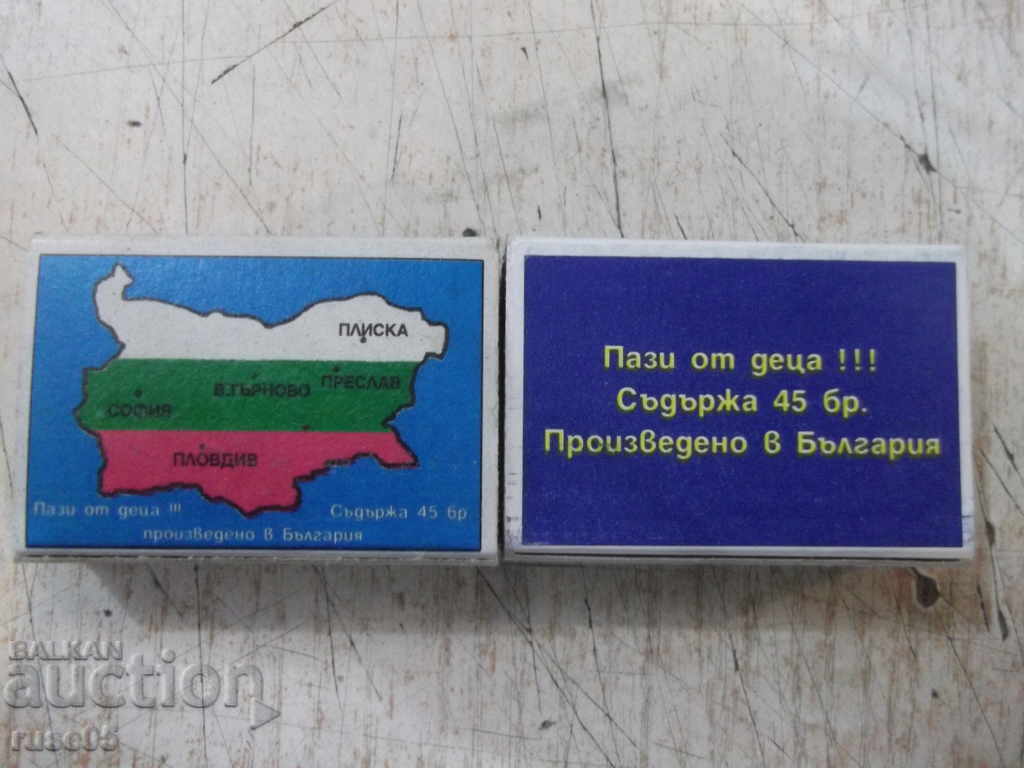 ПЛИСКА
ПРЕСЛАВ
В.ТЪРНОВО
СОФИЯ
ПЛОВДИВ
Пази от деца !!!
Съдържа 45 бр
произведено в България
Пази от деца !!!
Съдържа 45 бр.
Произведено в България
BALKAN
auction
ruse05